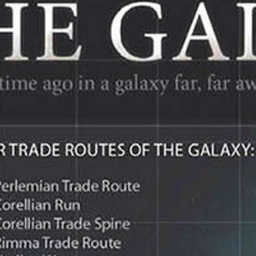 HE GAL
time ago in a galaxy far, far aw
R TRADE ROUTES OF THE GALAXY:
Perlemian Trade Route
Corellian Run
Corellian Trade Spine
Rimma Trade Route